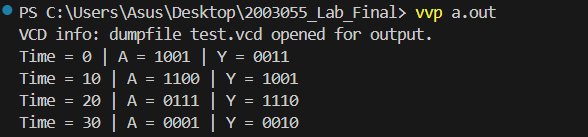 PS C:\Users\Asus\Desktop\2003055_Lab_Final> vvp a.out
VCD info: dumpfile test.vcd opened for output.
Time = 0 | A = 1001 | Y = 0011
Time = 10 | A = 1100 | Y = 1001
Time = 20 | A = 0111 | Y = 1110
Time = 30 | A = 0001 | Y = 0010